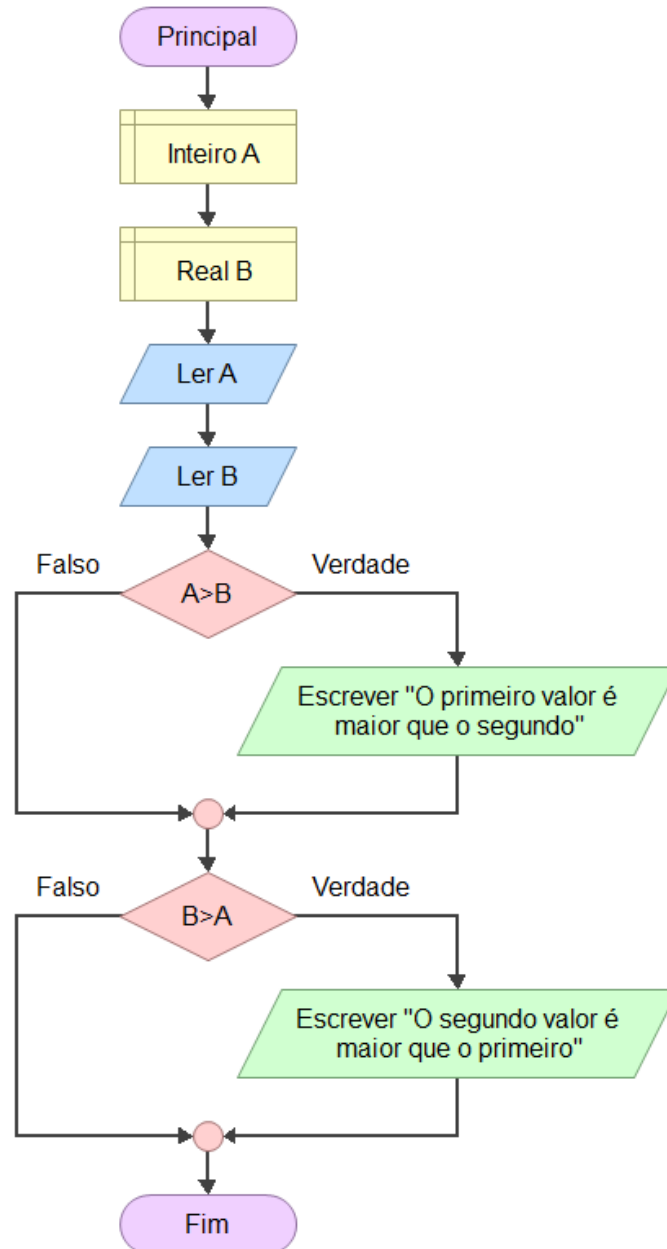 Principal
Inteiro A
Real B
Ler A
Ler B
Falso
Verdade
A>B
Escrever "O primeiro valor é
maior que o segundo"
Falso
Verdade
B>A
Escrever "O segundo valor é
maior que o primeiro"
Fim